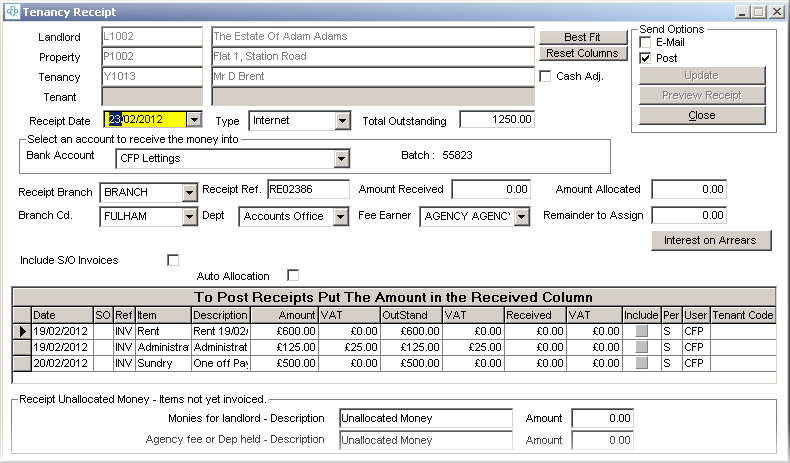 Tenancy Receipt
Landlord L1002 The Estate Of Adam Adams Best Fit Send Options
Property P1002 Flat 1, Station Road Reset Columns E-Mail
Tenancy Y1013 Mr D Brent Cash Adj. Post
Tenant Update
Preview Receipt
Receipt Date 23/02/2012 Type Internet Total Outstanding 1250.00 Close
Select an account to receive the money into
Bank Account CFP Lettings Batch : 55823
Receipt Branch BRANCH Receipt Ref. RE02386 Amount Received 0.00 Amount Allocated 0.00
Branch Cd. FULHAM Dept Accounts Office Fee Earner AGENCY AGENCY Remainder to Assign 0.00
Interest on Arrears
Include S/O Invoices
Auto Allocation
To Post Receipts Put The Amount in the Received Column
Date SO Ref Item Description Amount VAT OutStand VAT Received VAT Include Per User Tenant Code
19/02/2012 INV Rent Rent 19/02/ £600.00 £0.00 £600.00 £0.00 £0.00 £0.00 S CFP
19/02/2012 INV Administra Administrat £125.00 £25.00 £125.00 £25.00 £0.00 £0.00 S CFP
20/02/2012 INV Sundry One off Pay £500.00 £0.00 £500.00 £0.00 £0.00 £0.00 S CFP
Receipt Unallocated Money - Items not yet invoiced.
Monies for landlord - Description Unallocated Money Amount 0.00
Agency fee or Dep held - Description Unallocated Money Amount 0.00